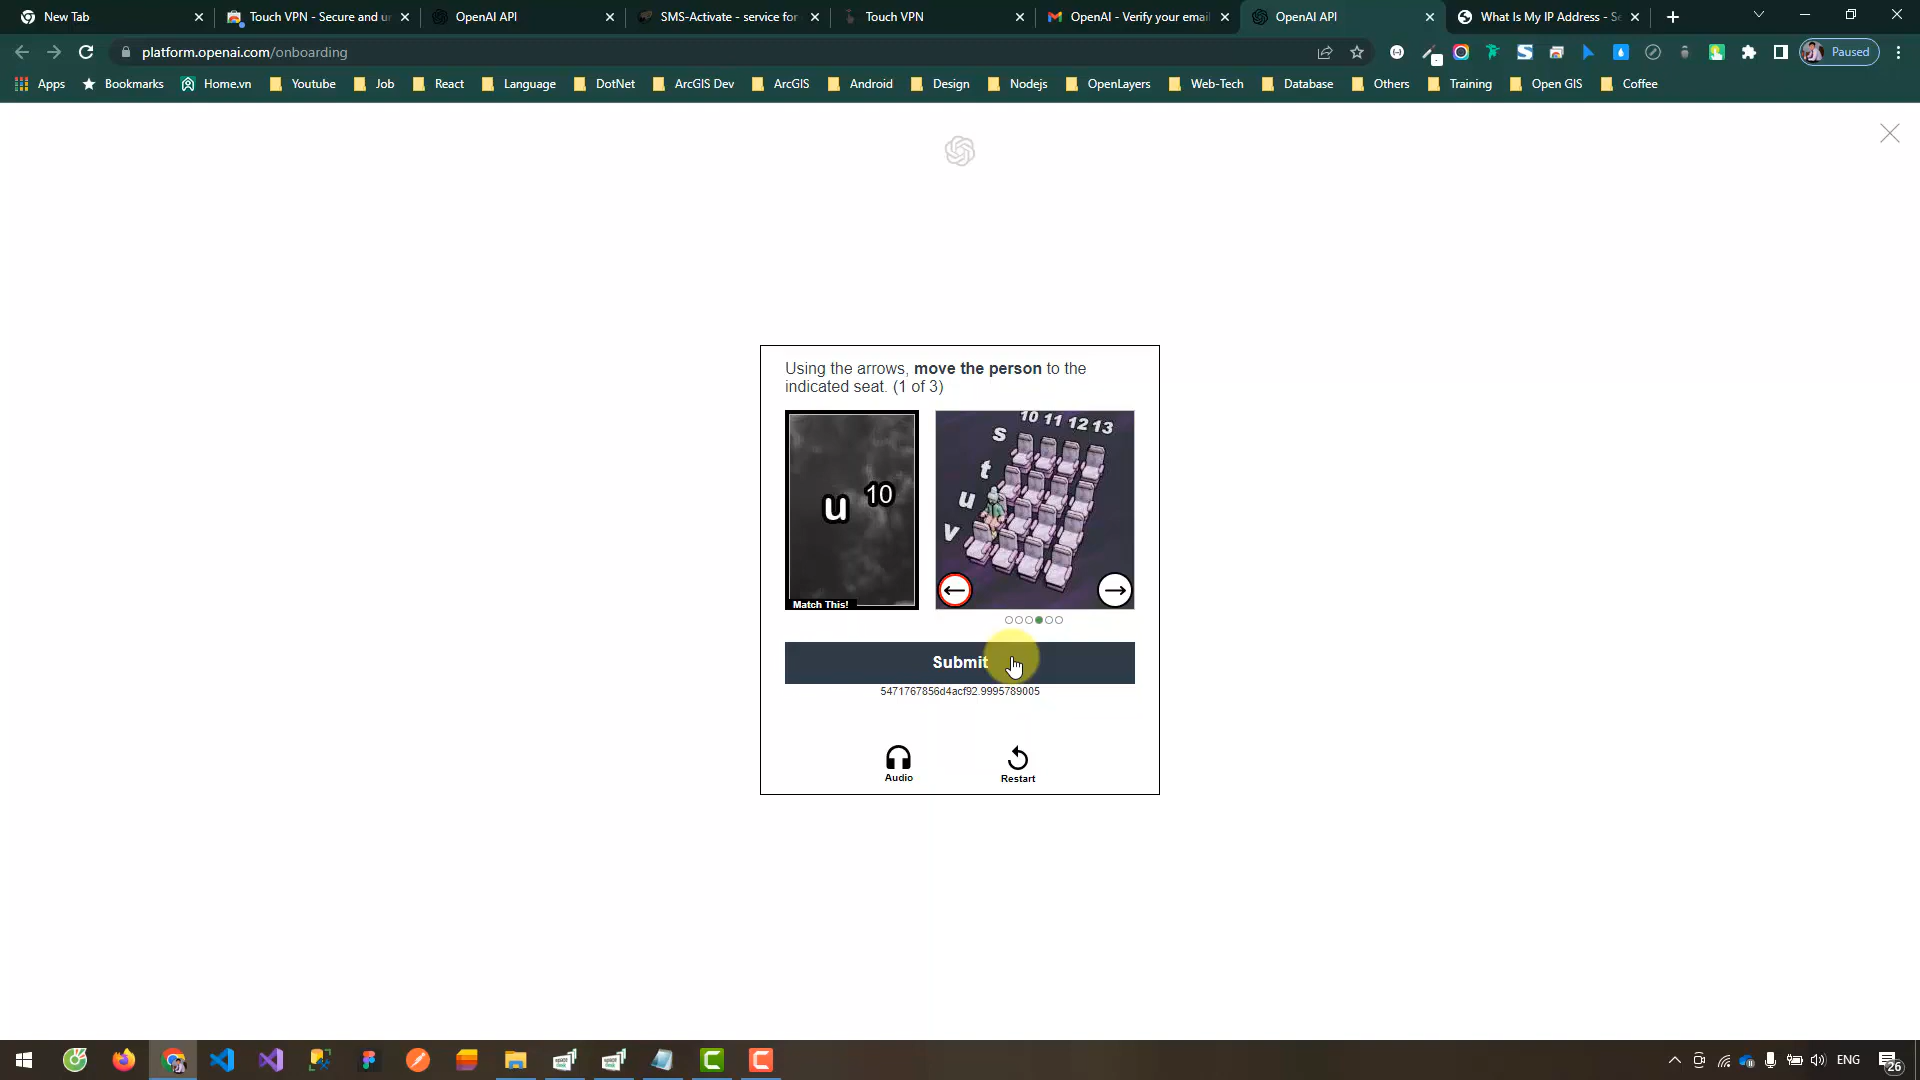 New Tab
Touch VPN - Secure and u
OpenAI API
SMS-Activate - service for
Touch VPN
OpenAI - Verify your email
OpenAI API
What Is My IP Address - Se
platform.openai.com/onboarding
Paused
Apps
Bookmarks
Home.vn
Youtube
Job
React
Language
DotNet
ArcGIS Dev
ArcGIS
Android
Design
Nodejs
OpenLayers
Web-Tech
Database
Others
Training
Open GIS
Coffee
Using the arrows, move the person to the
indicated seat. (1 of 3)
u 10
Match This!
10 11 12 13
s
t
u
v
Submit
5471767856d4acf92.9995789005
Audio
Restart
ENG
26